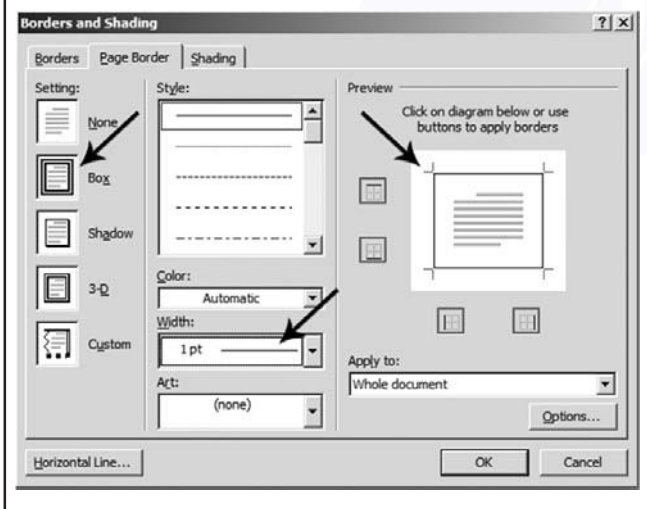 Borders and Shading
Borders Page Border Shading
Setting:
None
Box
Shadow
3-D
Custom
Style:
Color:
Automatic
Width:
1 pt
Art:
(none)
Preview
Click on diagram below or use
buttons to apply borders
Apply to:
Whole document
Options...
Horizontal Line...
OK Cancel